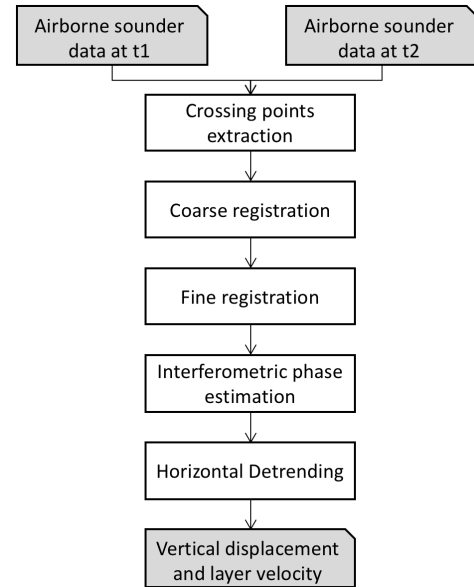 Airborne sounder
data at t1
Airborne sounder
data at t2
Crossing points
extraction
Coarse registration
Fine registration
Interferometric phase
estimation
Horizontal Detrending
Vertical displacement
and layer velocity